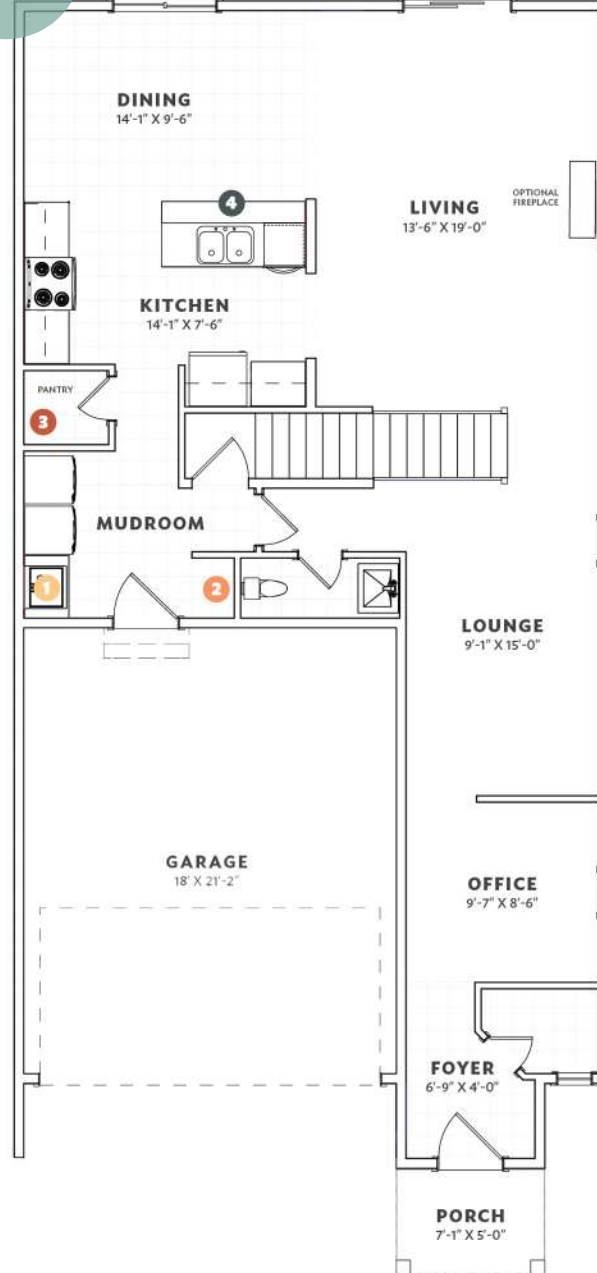 DINING
14'-1" X 9'-6"
4
LIVING
13'-6" X 19'-0"
OPTIONAL
FIREPLACE
KITCHEN
14'-1" X 7'-6"
PANTRY
3
MUDROOM
1
2
LOUNGE
9'-1" X 15'-0"
GARAGE
18' X 21'-2"
OFFICE
9'-7" X 8'-6"
FOYER
6'-9" X 4'-0"
PORCH
7'-1" X 5'-0"